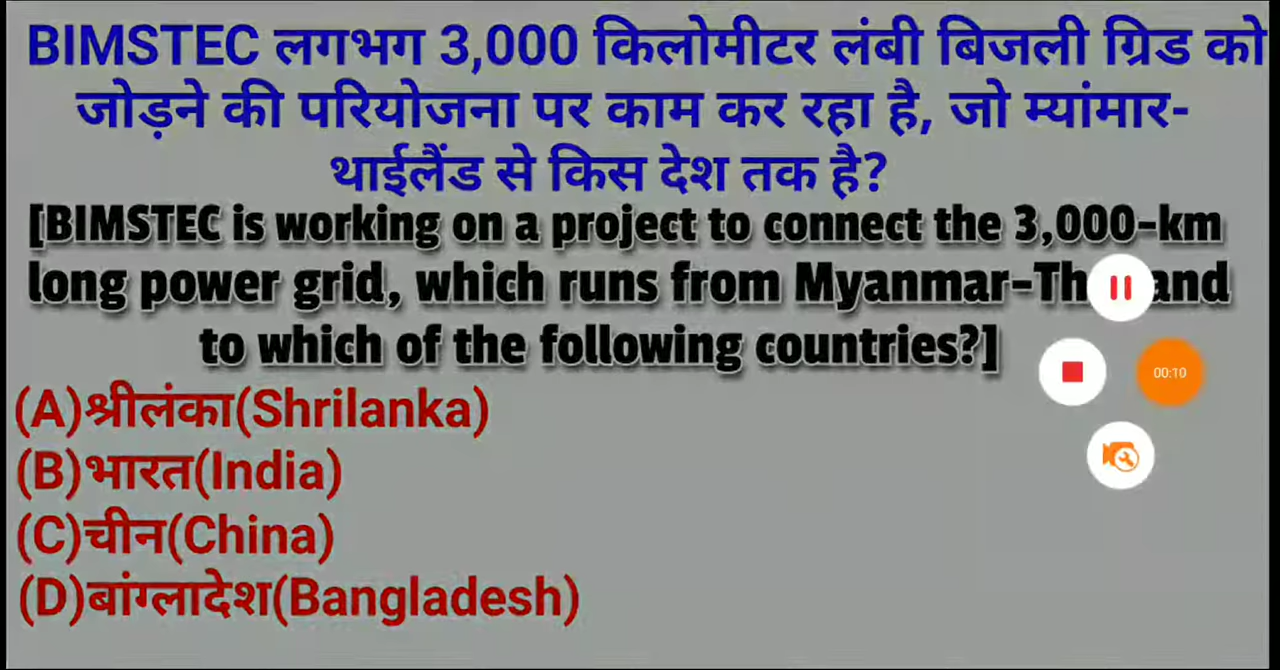 BIMSTEC लगभग 3,000 किलोमीटर लंबी बिजली ग्रिड को
जोड़ने की परियोजना पर काम कर रहा है, जो म्यांमार-
थाईलैंड से किस देश तक है?
[BIMSTEC is working on a project to connect the 3,000-km
long power grid, which runs from Myanmar-Th and
to which of the following countries?]
00:10
(A)श्रीलंका(Shrilanka)
(B)भारत(India)
(C)चीन(China)
(D)बांग्लादेश(Bangladesh)